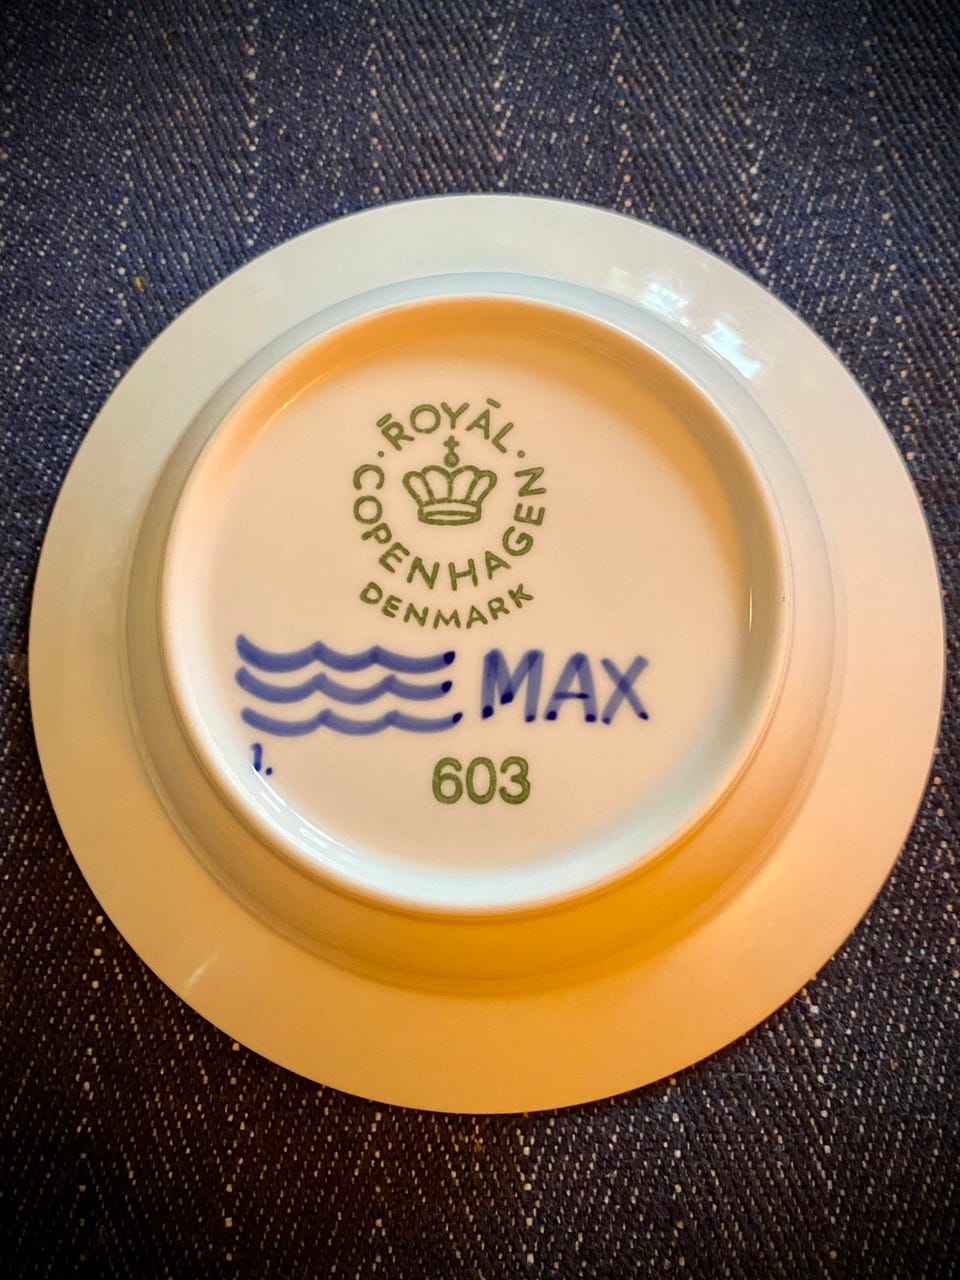 ROYAL
COPENHAGEN
DENMARK
MAX
1.
603